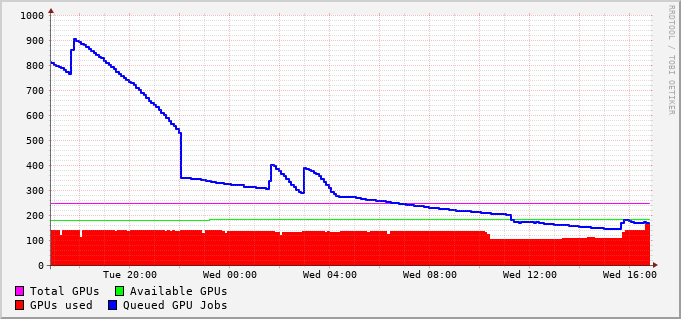 1000
900
800
700
600
500
400
300
200
100
0
Tue 20:00 Wed 00:00 Wed 04:00 Wed 08:00 Wed 12:00 Wed 16:00
Total GPUs Available GPUs
GPUs used Queued GPU Jobs
RRDTOOL / TOBI OETIKER